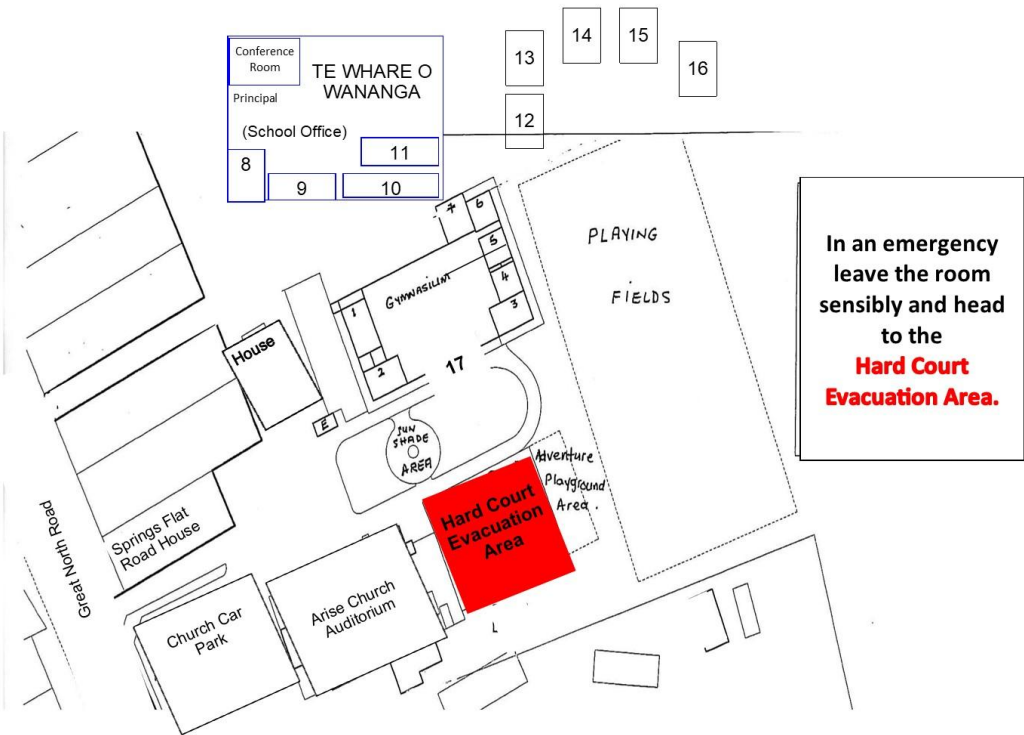 Conference
Room
TE WHARE O
WANANGA
Principal
(School Office)
8
9
10
11
12
13
14
15
16
7
6
5
4
3
GYMNASIUM
1
2
17
PLAYING
FIELDS
House
E
SUN
SHADE
AREA
Adventure
Playground
Area.
Hard Court
Evacuation
Area
Great North Road
Springs Flat
Road House
Church Car
Park
Arise Church
Auditorium
L
In an emergency
leave the room
sensibly and head
to the
Hard Court
Evacuation Area.